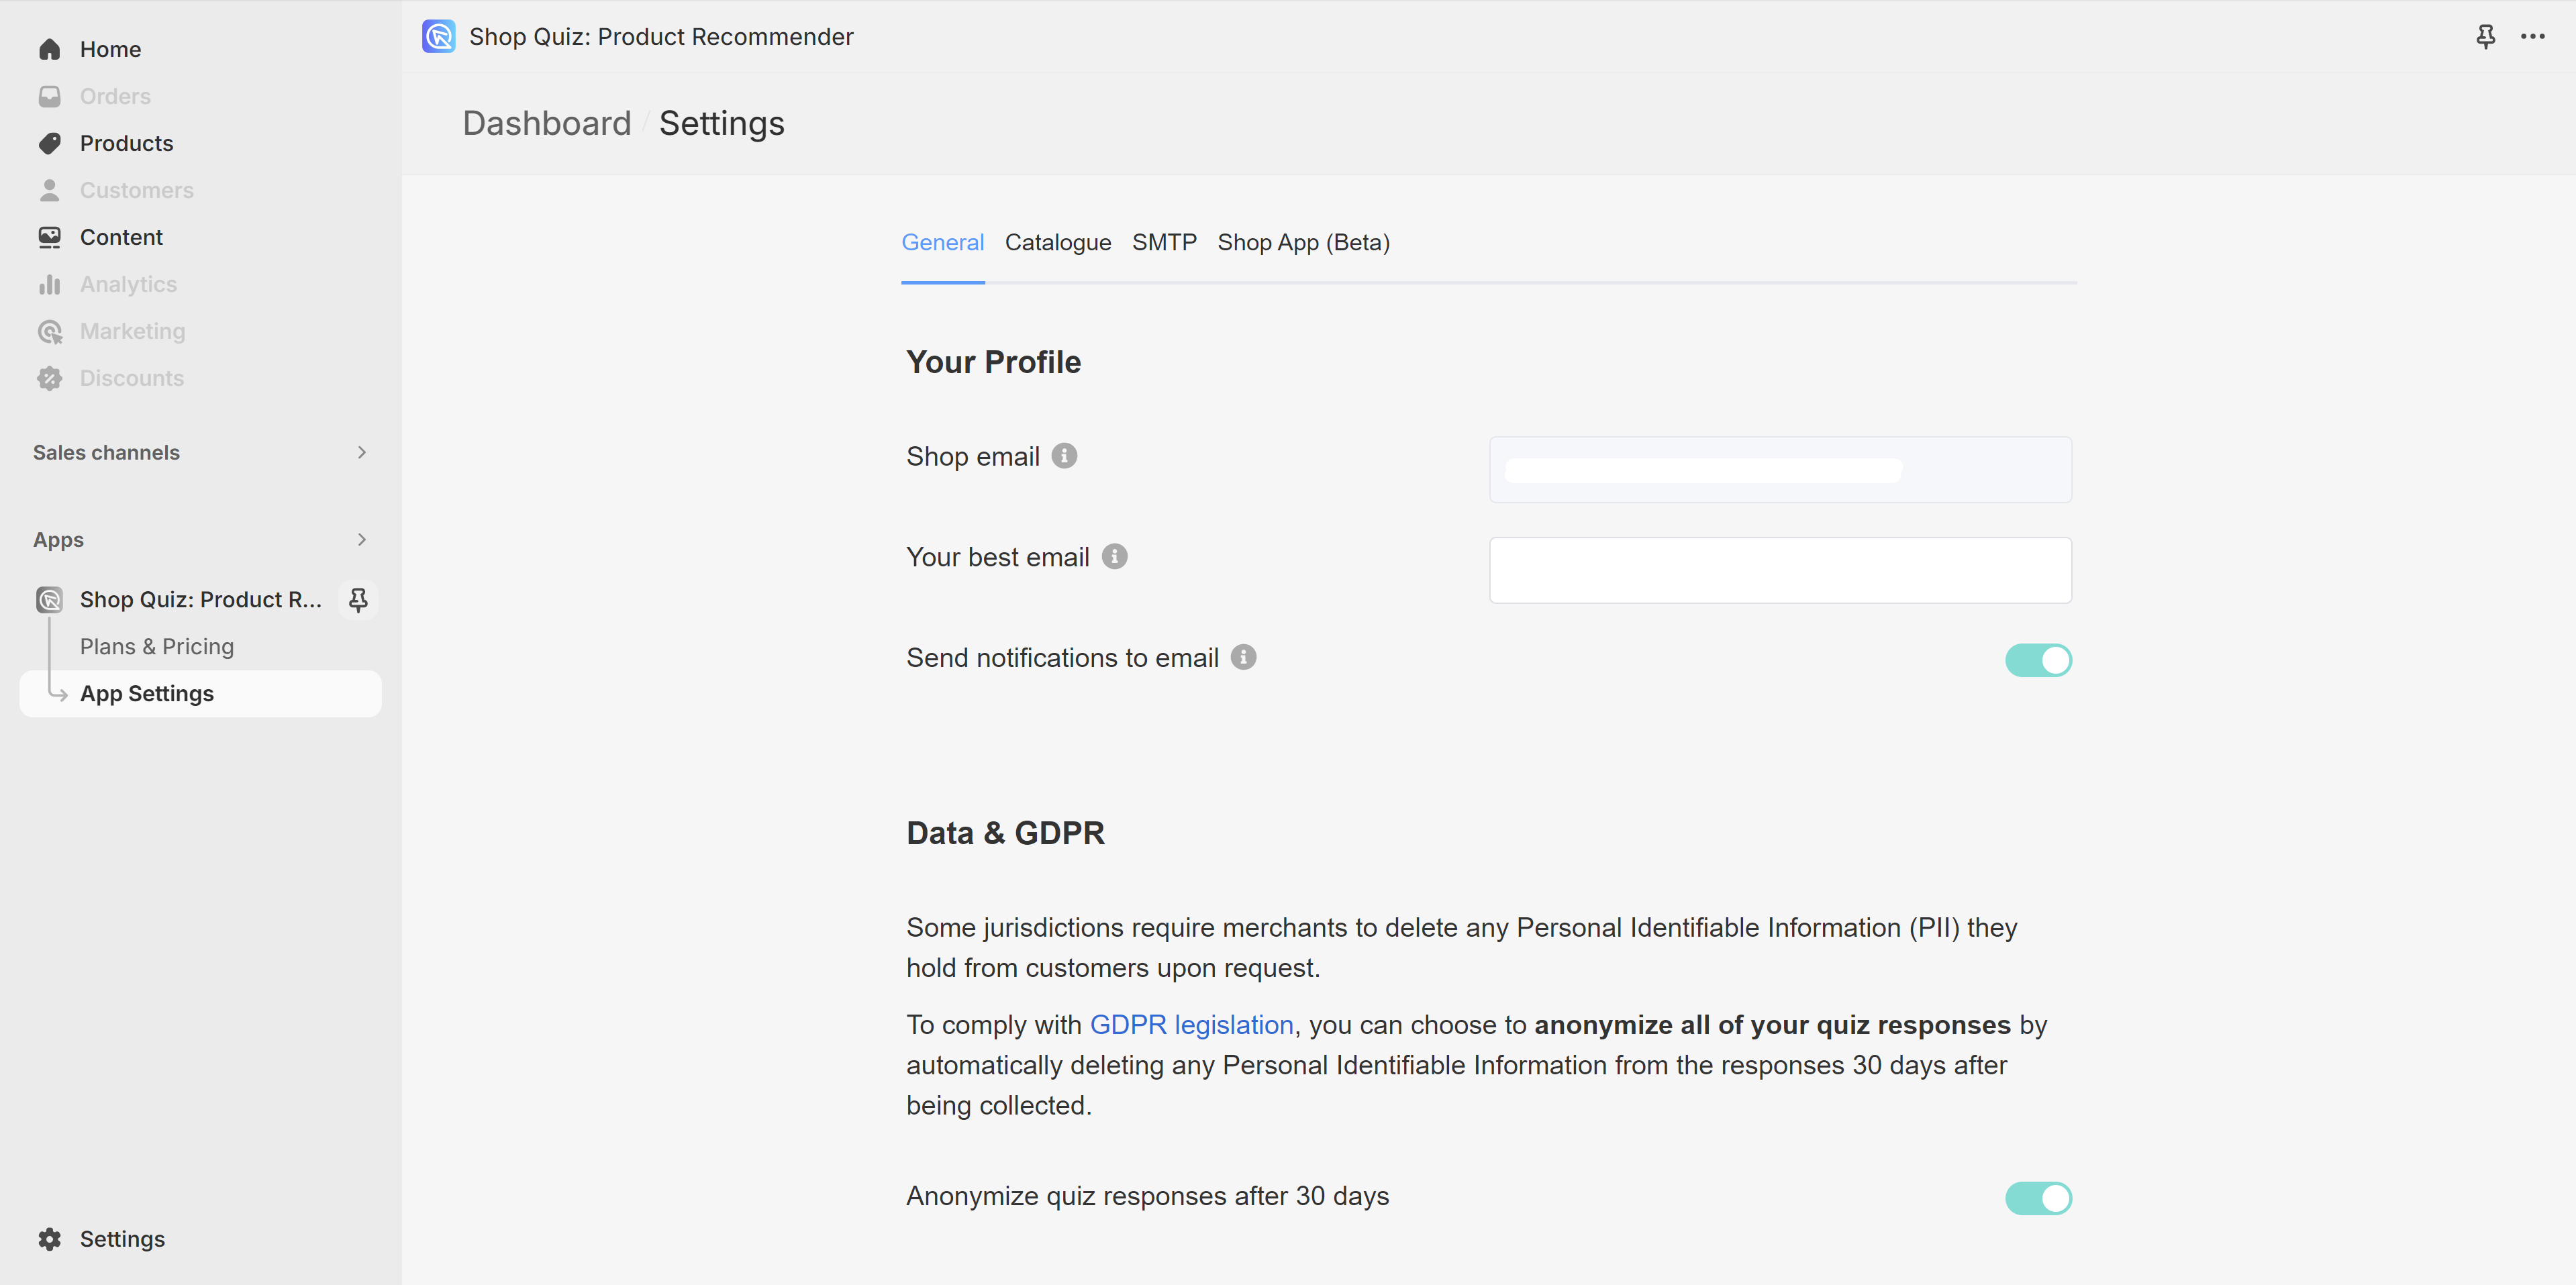 Home
Orders
Products
Customers
Content
Analytics
Marketing
Discounts
Sales channels
Apps
Shop Quiz: Product R...
Plans & Pricing
App Settings
Settings
Shop Quiz: Product Recommender
Dashboard / Settings
General Catalogue SMTP Shop App (Beta)
Your Profile
Shop email
Your best email
Send notifications to email
Data & GDPR
Some jurisdictions require merchants to delete any Personal Identifiable Information (PII) they
hold from customers upon request.
To comply with GDPR legislation, you can choose to anonymize all of your quiz responses by
automatically deleting any Personal Identifiable Information from the responses 30 days after
being collected.
Anonymize quiz responses after 30 days